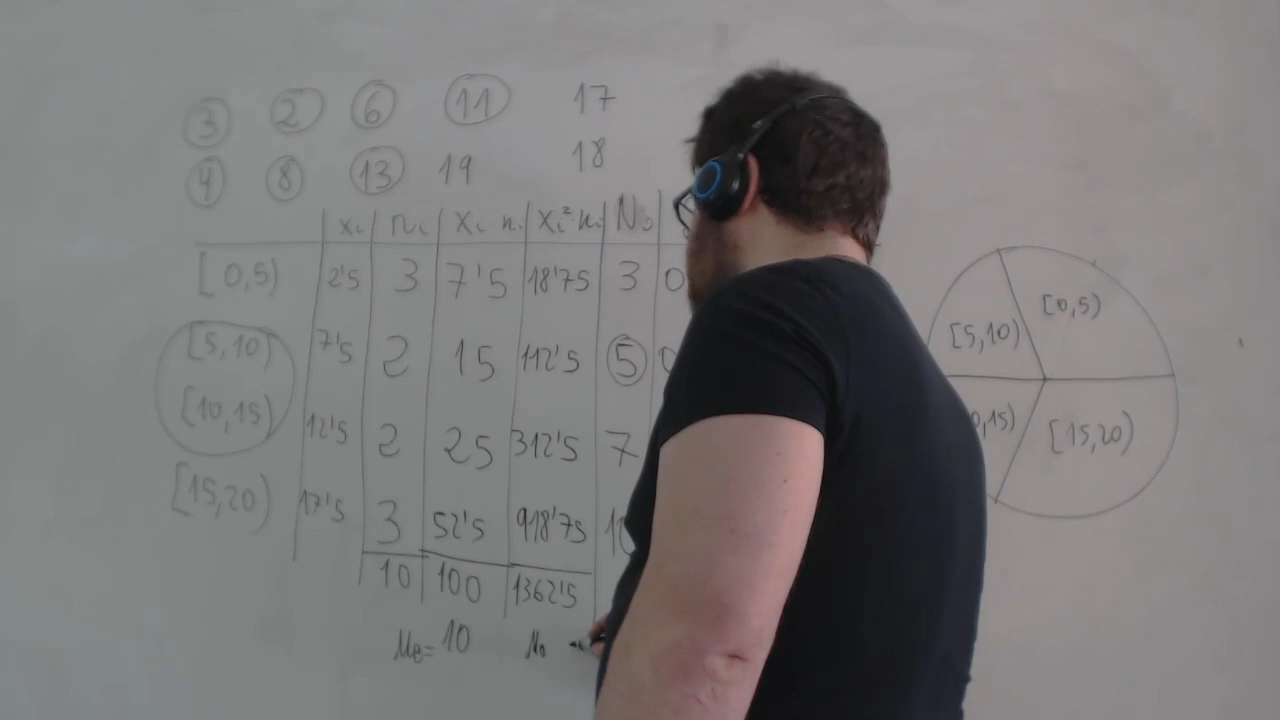 3 2 6 11 17
4 8 13 19 18
xi ni xi ni xi² ni Ni
[0,5) 2'5 3 7'5 18'75 3 0
[5,10) 7'5 2 15 112'5 5 0
[10,15) 12'5 2 25 312'5 7
[15,20) 17'5 3 52'5 918'75 10
10 100 1362'5
Me=10 Mo
[0,5)
[5,10)
0,15)
[15,20)